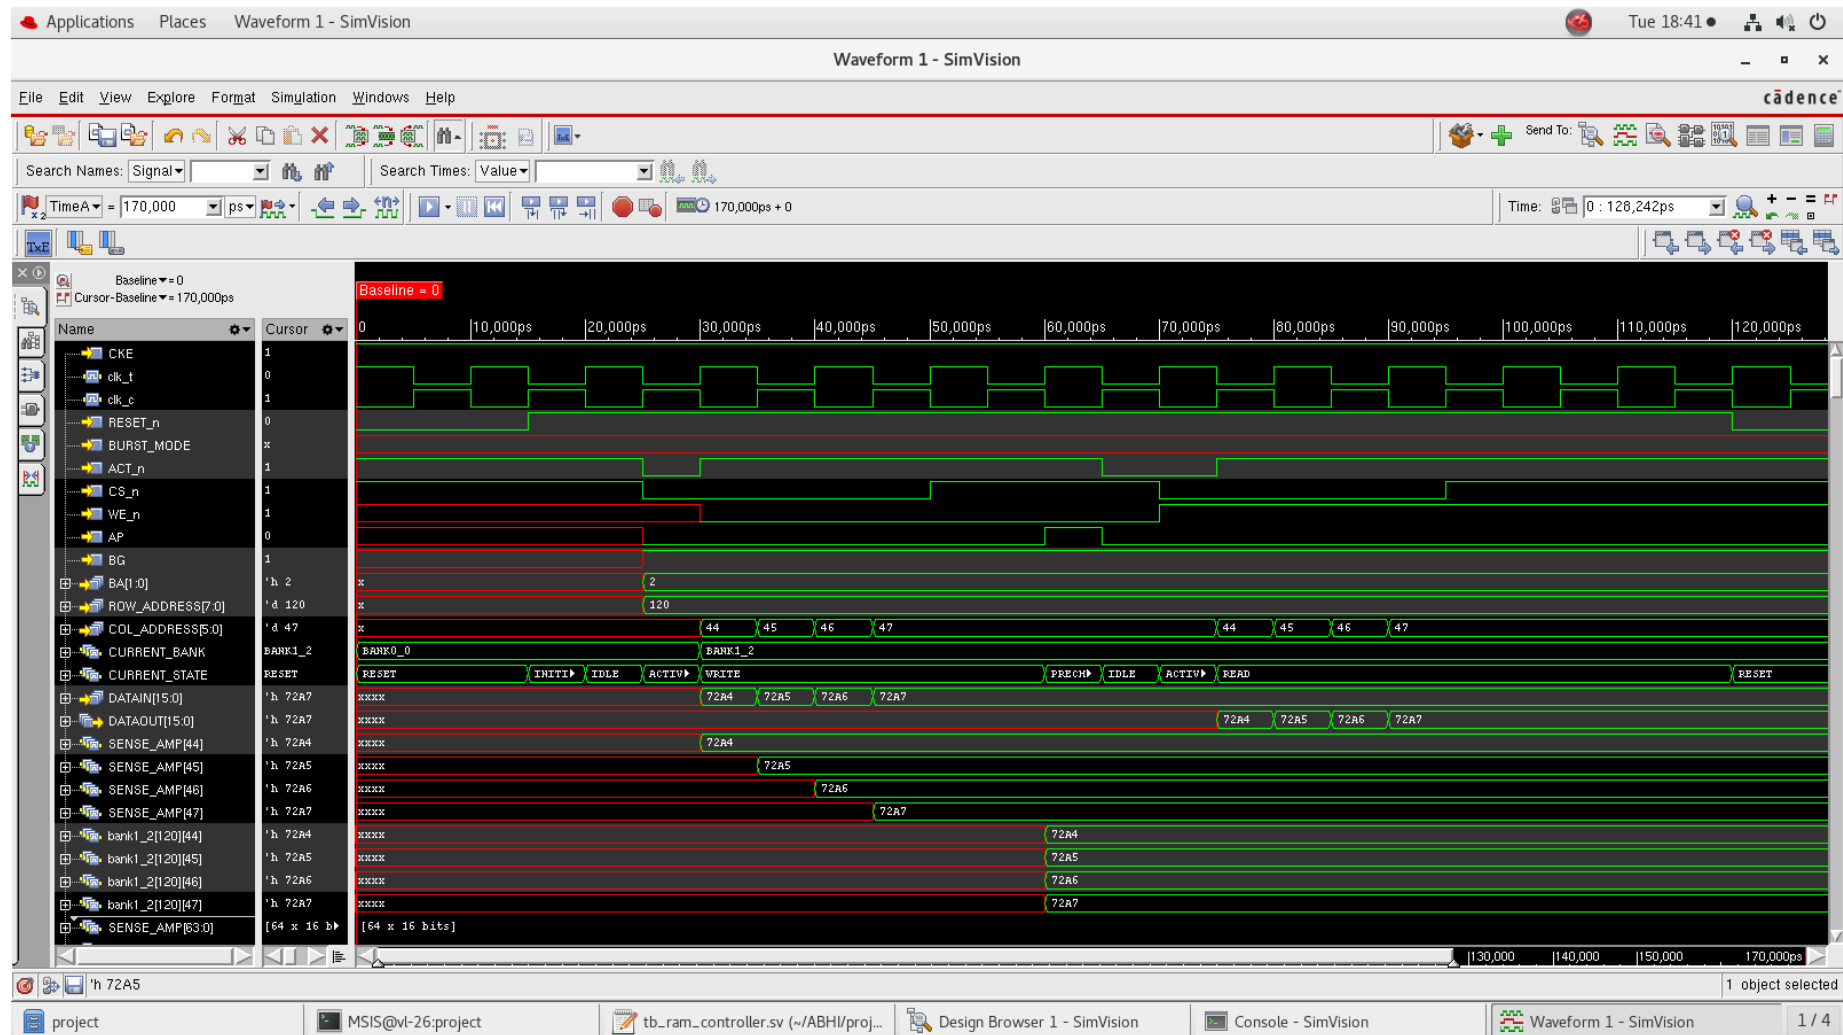 Applications Places Waveform 1 - SimVision Tue 18:41
Waveform 1 - SimVision
File Edit View Explore Format Simulation Windows Help cādence
Send To:
Search Names: Signal Search Times: Value
TimeA = 170,000 ps 170,000ps + 0 Time: 0 : 128,242ps
TxE
Baseline = 0
Cursor-Baseline = 170,000ps
Baseline = 0
Name Cursor 0 10,000ps 20,000ps 30,000ps 40,000ps 50,000ps 60,000ps 70,000ps 80,000ps 90,000ps 100,000ps 110,000ps 120,000ps
CKE 1
clk_t 0
clk_c 1
RESET_n 0
BURST_MODE x
ACT_n 1
CS_n 1
WE_n 1
AP 0
BG 1
BA[1:0] 'h 2 x 2
ROW_ADDRESS[7:0] 'd 120 x 120
COL_ADDRESS[5:0] 'd 47 x 44 45 46 47 44 45 46 47
CURRENT_BANK BANK1_2 BANK0_0 BANK1_2
CURRENT_STATE RESET RESET INITI IDLE ACTIV WRITE PRECH IDLE ACTIV READ RESET
DATAIN[15:0] 'h 72A7 xxxx 72A4 72A5 72A6 72A7
DATAOUT[15:0] 'h 72A7 xxxx 72A4 72A5 72A6 72A7
SENSE_AMP[44] 'h 72A4 xxxx 72A4
SENSE_AMP[45] 'h 72A5 xxxx 72A5
SENSE_AMP[46] 'h 72A6 xxxx 72A6
SENSE_AMP[47] 'h 72A7 xxxx 72A7
bank1_2[120][44] 'h 72A4 xxxx 72A4
bank1_2[120][45] 'h 72A5 xxxx 72A5
bank1_2[120][46] 'h 72A6 xxxx 72A6
bank1_2[120][47] 'h 72A7 xxxx 72A7
SENSE_AMP[63:0] [64 x 16 b [64 x 16 bits]
130,000 140,000 150,000 170,000ps
'h 72A5 1 object selected
project MSIS@vl-26:project tb_ram_controller.sv (~/ABHI/proj... Design Browser 1 - SimVision Console - SimVision Waveform 1 - SimVision 1 / 4